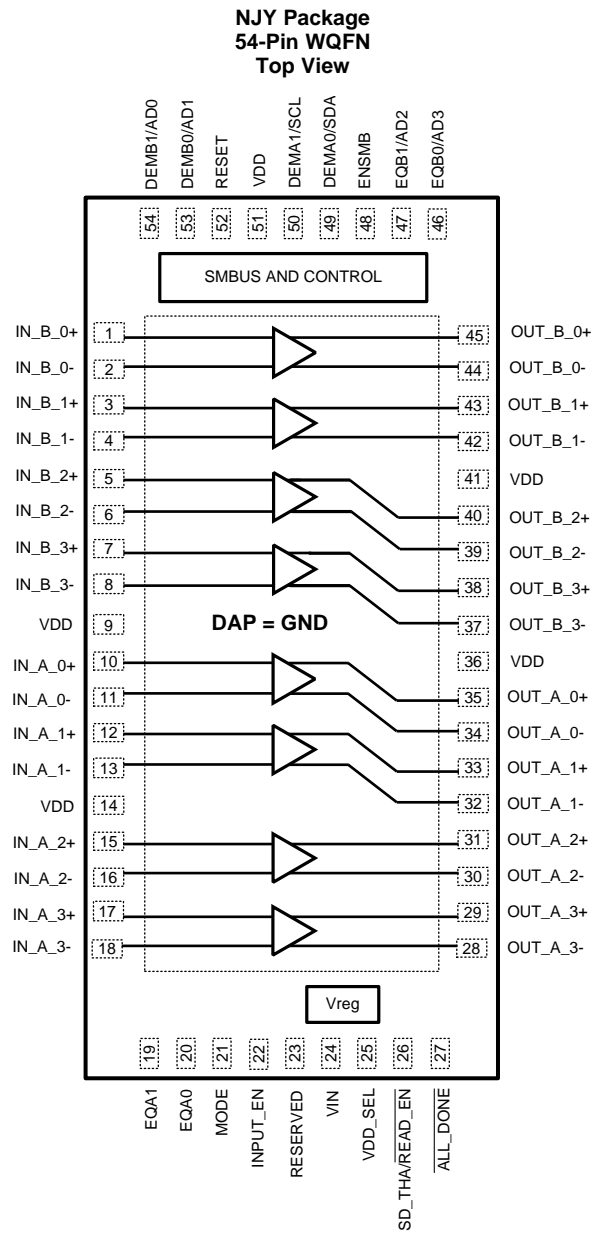 NJY Package
54-Pin WQFN
Top View
DEMB1/AD0
DEMB0/AD1
RESET
VDD
DEMA1/SCL
DEMA0/SDA
ENSMB
EQB1/AD2
EQB0/AD3
54
53
52
51
50
49
48
47
46
SMBUS AND CONTROL
IN_B_0+ 1 45 OUT_B_0+
IN_B_0- 2 44 OUT_B_0-
IN_B_1+ 3 43 OUT_B_1+
IN_B_1- 4 42 OUT_B_1-
IN_B_2+ 5 41 VDD
IN_B_2- 6 40 OUT_B_2+
39 OUT_B_2-
IN_B_3+ 7 38 OUT_B_3+
IN_B_3- 8 37 OUT_B_3-
VDD 9 DAP = GND
IN_A_0+ 10 36 VDD
IN_A_0- 11 35 OUT_A_0+
IN_A_1+ 12 34 OUT_A_0-
IN_A_1- 13 33 OUT_A_1+
VDD 14 32 OUT_A_1-
IN_A_2+ 15 31 OUT_A_2+
IN_A_2- 16 30 OUT_A_2-
IN_A_3+ 17 29 OUT_A_3+
IN_A_3- 18 28 OUT_A_3-
Vreg
19
20
21
22
23
24
25
26
27
EQA1
EQA0
MODE
INPUT_EN
RESERVED
VIN
VDD_SEL
SD_THA/READ_EN
ALL_DONE